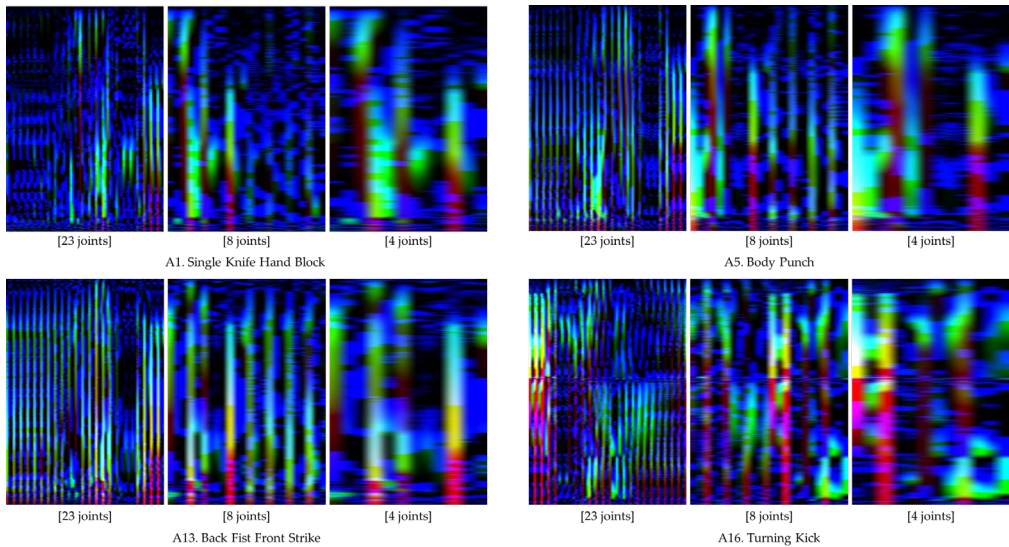 [23 joints] [8 joints] [4 joints]
A1. Single Knife Hand Block
[23 joints] [8 joints] [4 joints]
A5. Body Punch
[23 joints] [8 joints] [4 joints]
A13. Back Fist Front Strike
[23 joints] [8 joints] [4 joints]
A16. Turning Kick